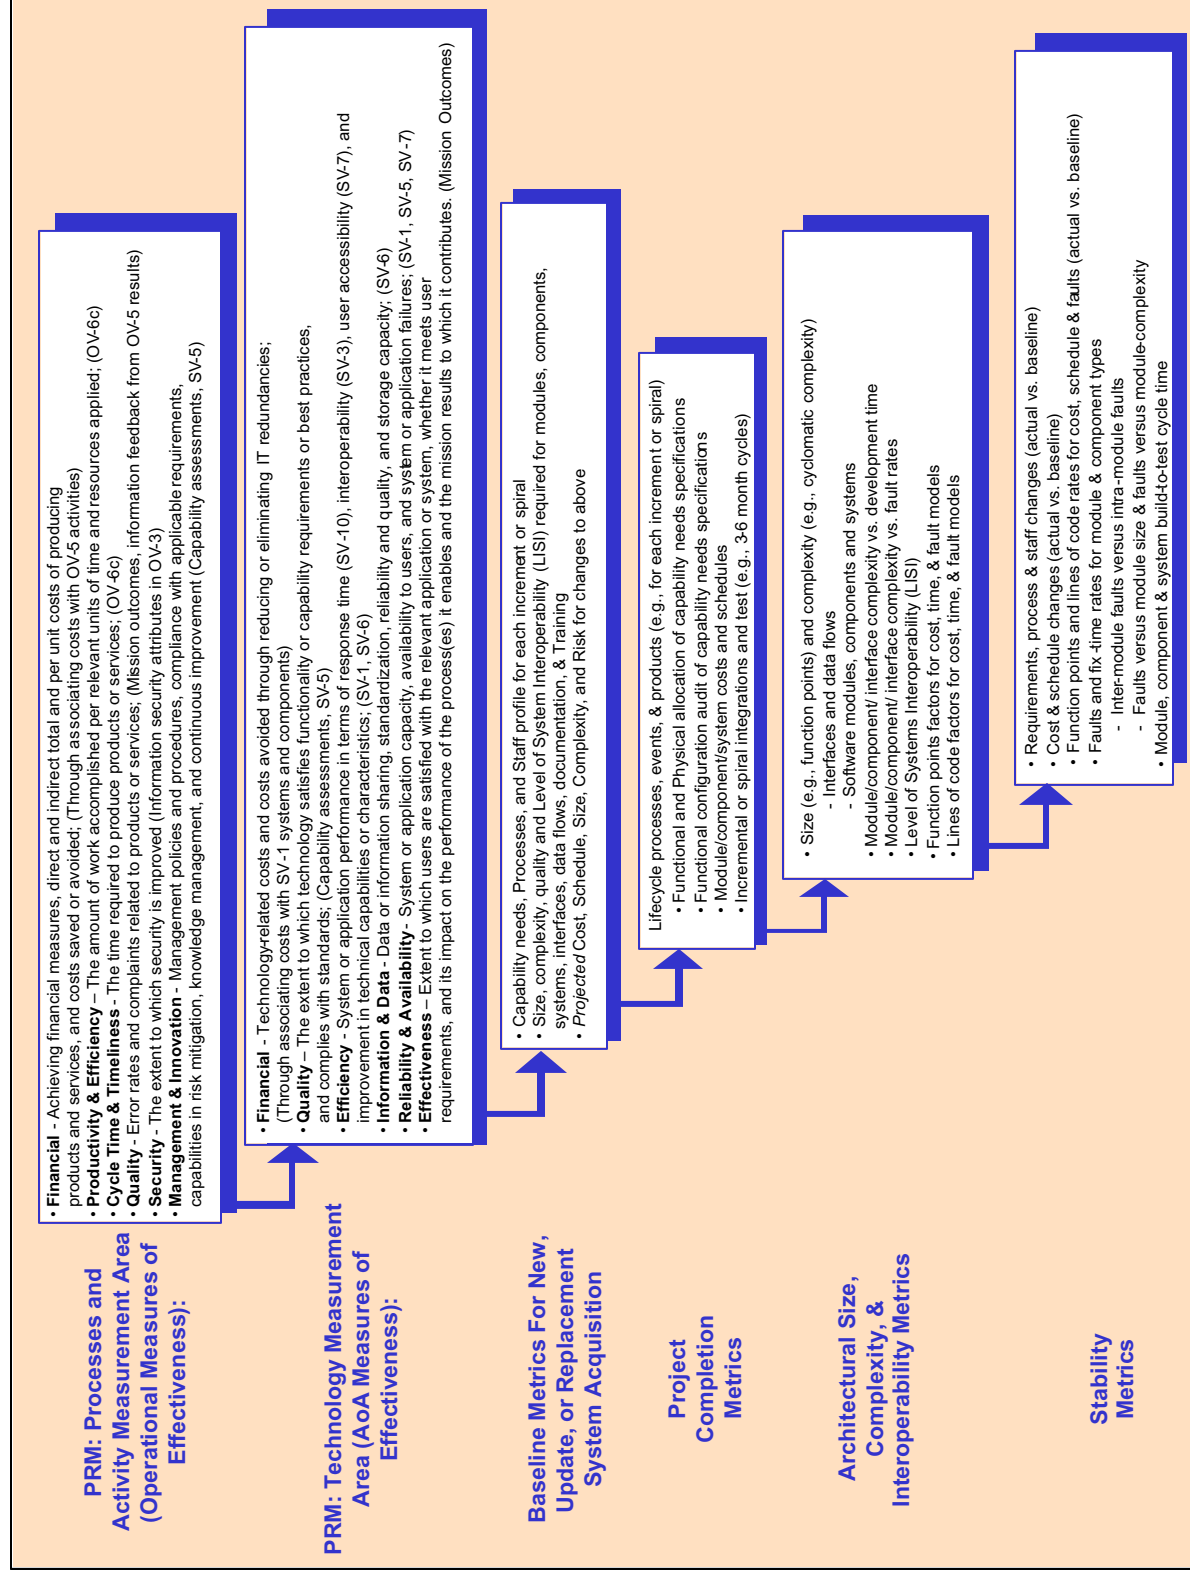 PRM: Processes and
Activity Measurement Area
(Operational Measures of
Effectiveness):
• Financial - Achieving financial measures, direct and indirect total and per unit costs of producing
products and services, and costs saved or avoided; (Through associating costs with OV-5 activities)
• Productivity & Efficiency – The amount of work accomplished per relevant units of time and resources applied; (OV-6c)
• Cycle Time & Timeliness - The time required to produce products or services; (OV-6c)
• Quality - Error rates and complaints related to products or services; (Mission outcomes, information feedback from OV-5 results)
• Security - The extent to which security is improved (Information security attributes in OV-3)
• Management & Innovation - Management policies and procedures, compliance with applicable requirements,
capabilities in risk mitigation, knowledge management, and continuous improvement (Capability assessments, SV-5)
PRM: Technology Measurement
Area (AoA Measures of
Effectiveness):
• Financial - Technology-related costs and costs avoided through reducing or eliminating IT redundancies;
(Through associating costs with SV-1 systems and components)
• Quality – The extent to which technology satisfies functionality or capability requirements or best practices,
and complies with standards; (Capability assessments, SV-5)
• Efficiency - System or application performance in terms of response time (SV-10), interoperability (SV-3), user accessibility (SV-7), and
improvement in technical capabilities or characteristics; (SV-1, SV-6)
• Information & Data - Data or information sharing, standardization, reliability and quality, and storage capacity; (SV-6)
• Reliability & Availability - System or application capacity, availability to users, and system or application failures; (SV-1, SV-5, SV-7)
• Effectiveness – Extent to which users are satisfied with the relevant application or system, whether it meets user
requirements, and its impact on the performance of the process(es) it enables and the mission results to which it contributes. (Mission Outcomes)
Baseline Metrics For New,
Update, or Replacement
System Acquisition
• Capability needs, Processes, and Staff profile for each increment or spiral
• Size, complexity, quality and Level of System Interoperability (LISI) required for modules, components,
systems, interfaces, data flows, documentation, & Training
• Projected Cost, Schedule, Size, Complexity, and Risk for changes to above
Project
Completion
Metrics
Lifecycle processes, events, & products (e.g., for each increment or spiral)
• Functional and Physical allocation of capability needs specifications
• Functional configuration audit of capability needs specifications
• Module/component/system costs and schedules
• Incremental or spiral integrations and test (e.g., 3-6 month cycles)
Architectural Size,
Complexity, &
Interoperability Metrics
• Size (e.g., function points) and complexity (e.g., cyclomatic complexity)
- Interfaces and data flows
- Software modules, components and systems
• Module/component/ interface complexity vs. development time
• Module/component/ interface complexity vs. fault rates
• Level of Systems Interoperability (LISI)
• Function points factors for cost, time, & fault models
• Lines of code factors for cost, time, & fault models
Stability
Metrics
• Requirements, process & staff changes (actual vs. baseline)
• Cost & schedule changes (actual vs. baseline)
• Function points and lines of code rates for cost, schedule & faults (actual vs. baseline)
• Faults and fix-time rates for module & component types
- Inter-module faults versus intra-module faults
- Faults versus module size & faults versus module-complexity
• Module, component & system build-to-test cycle time